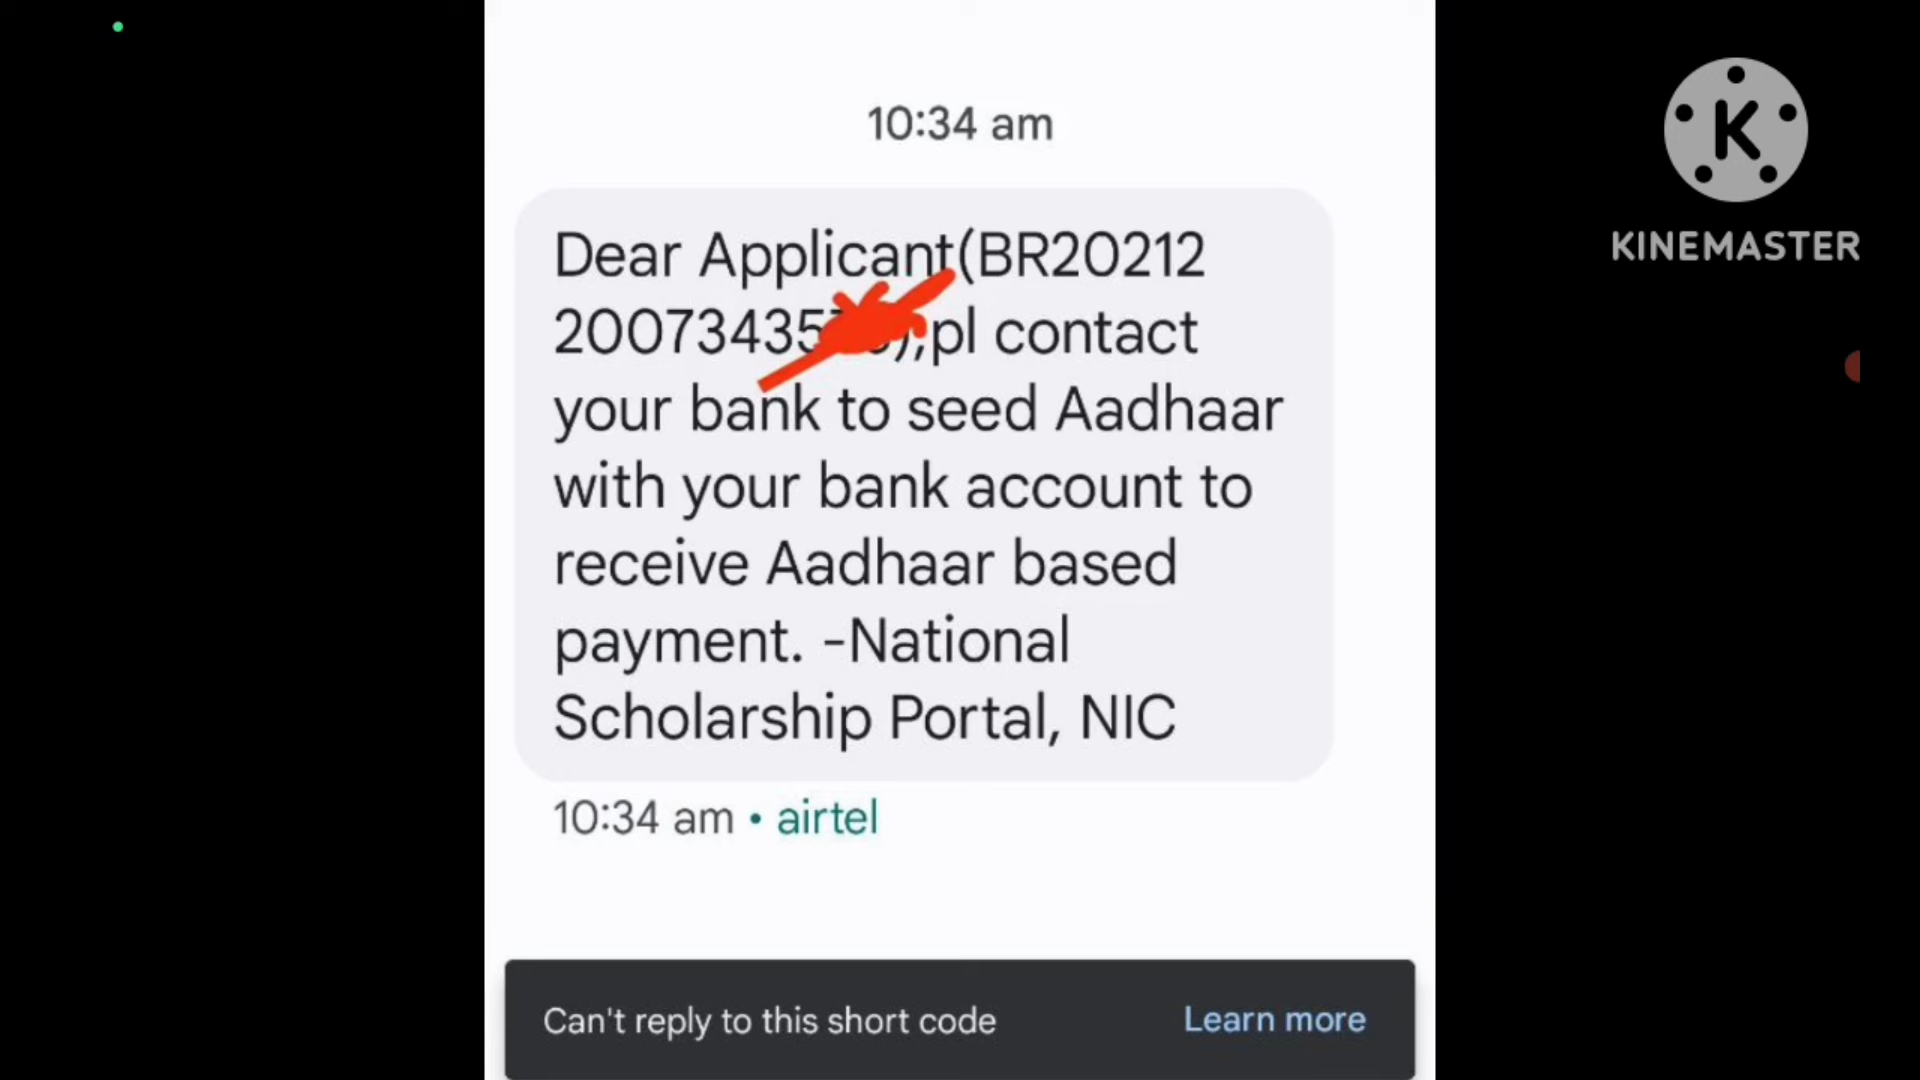 10:34 am
K
KINEMASTER
Dear Applicant(BR20212
20073435),pl contact
your bank to seed Aadhaar
with your bank account to
receive Aadhaar based
payment. -National
Scholarship Portal, NIC
10:34 am • airtel
Can't reply to this short code
Learn more